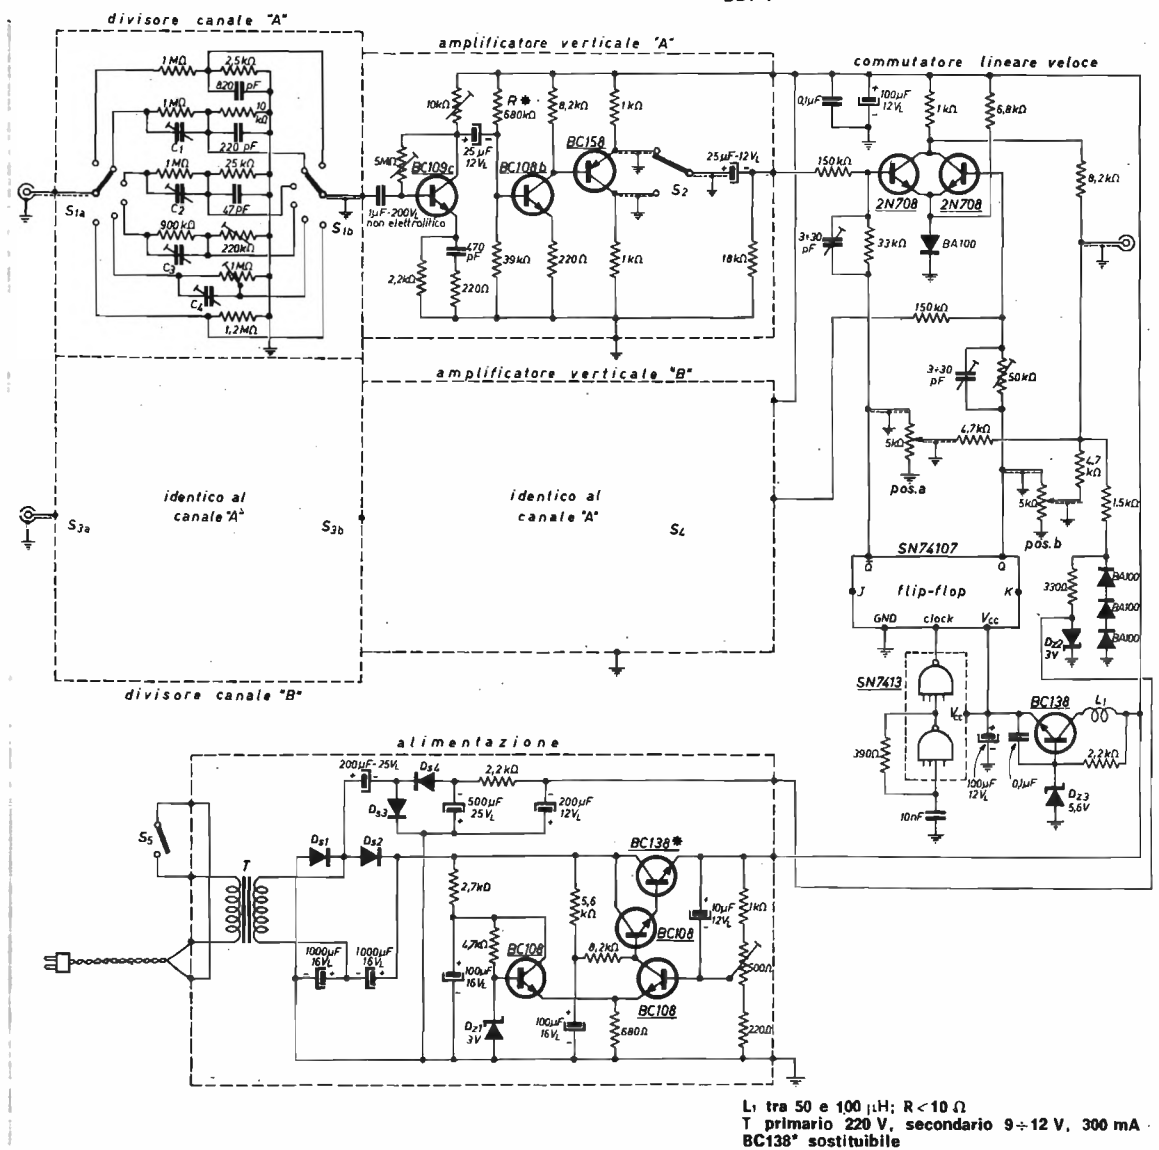 divisore canale "A"
amplificatore verticale "A"
commutatore lineare veloce
1MΩ
2,5kΩ
820 pF
1MΩ
10 kΩ
C1
220 pF
1MΩ
25kΩ
C2
47PF
900kΩ
220kΩ
C3
1MΩ
C4
1,2MΩ
S1a
S1b
10kΩ
R*
680kΩ
8,2kΩ
1kΩ
5MΩ
25µF
12VL
BC109c
BC108b
BC158
1µF-200VL
non elettrolitico
470 pF
2,2kΩ
220Ω
39kΩ
220Ω
1kΩ
S2
25µF-12VL
18kΩ
0,1µF
100µF
12VL
1kΩ
6,8kΩ
150kΩ
2N708
2N708
8,2kΩ
3÷30
pF
33kΩ
BA100
150kΩ
3÷30
pF
50kΩ
amplificatore verticale "B"
identico al
canale "A"
S3a
S3b
identico al
canale "A"
S4
divisore canale "B"
5kΩ
pos.a
4,7kΩ
4,7
kΩ
5kΩ
pos.b
1,5kΩ
SN74107
Q
Q
J
flip-flop
K
GND
clock
Vcc
330Ω
BA100
BA100
BA100
Dz2
3V
SN7413
Vcc
390Ω
10nF
100µF
12VL
0,1µF
BC138
L1
2,2kΩ
Dz3
5,6V
alimentazione
200µF-25VL
Ds4
2,2kΩ
Ds3
500µF
25VL
200µF
12VL
S5
T
Ds1
Ds2
BC138*
2,7kΩ
5,6
kΩ
10µF
12VL
1kΩ
BC108
4,7kΩ
BC108
8,2kΩ
500Ω
1000µF
16VL
1000µF
16VL
100µF
16VL
BC108
Dz1
3V
100µF
16VL
680Ω
220Ω
L1 tra 50 e 100 µH; R<10 Ω
T primario 220 V, secondario 9÷12 V, 300 mA
BC138* sostituibile